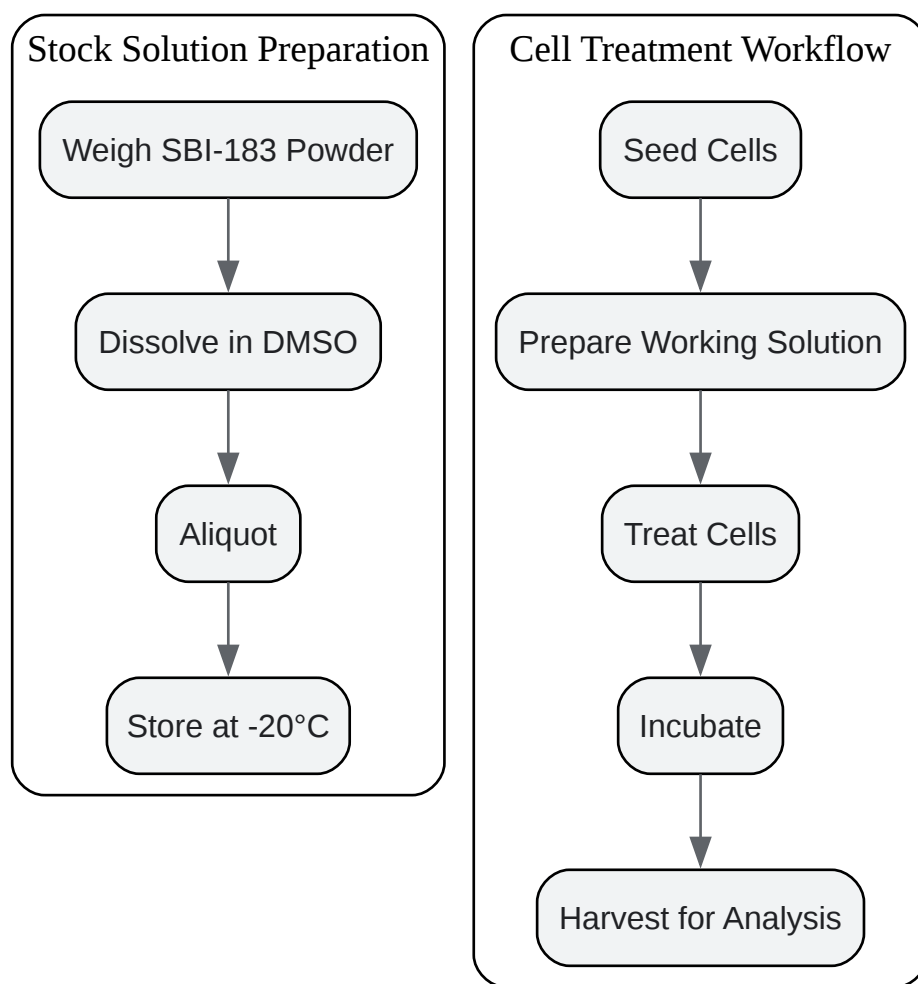 Stock Solution Preparation
Weigh SBI-183 Powder
Dissolve in DMSO
Aliquot
Store at -20°C
Cell Treatment Workflow
Seed Cells
Prepare Working Solution
Treat Cells
Incubate
Harvest for Analysis